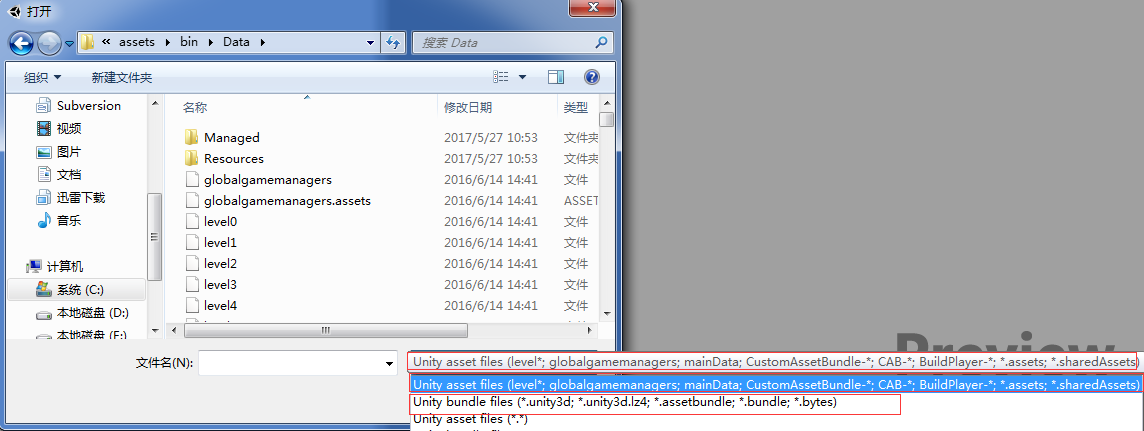 打开
« assets ▸ bin ▸ Data ▸
搜索 Data
组织 新建文件夹
名称 修改日期 类型
Subversion
视频
图片
文档
迅雷下载
音乐
计算机
系统 (C:)
本地磁盘 (D:)
本地磁盘 (E:)
Managed 2017/5/27 10:53 文件夹
Resources 2017/5/27 10:53 文件夹
globalgamemanagers 2016/6/14 14:41 文件
globalgamemanagers.assets 2016/6/14 14:41 ASSET
level0 2016/6/14 14:41 文件
level1 2016/6/14 14:41 文件
level2 2016/6/14 14:41 文件
level3 2016/6/14 14:41 文件
level4 2016/6/14 14:41 文件
Preview
文件名(N):
Unity asset files (level*; globalgamemanagers; mainData; CustomAssetBundle-*; CAB-*; BuildPlayer-*; *.assets; *.sharedAssets)
Unity asset files (level*; globalgamemanagers; mainData; CustomAssetBundle-*; CAB-*; BuildPlayer-*; *.assets; *.sharedAssets)
Unity bundle files (*.unity3d; *.unity3d.lz4; *.assetbundle; *.bundle; *.bytes)
Unity asset files (*.*)